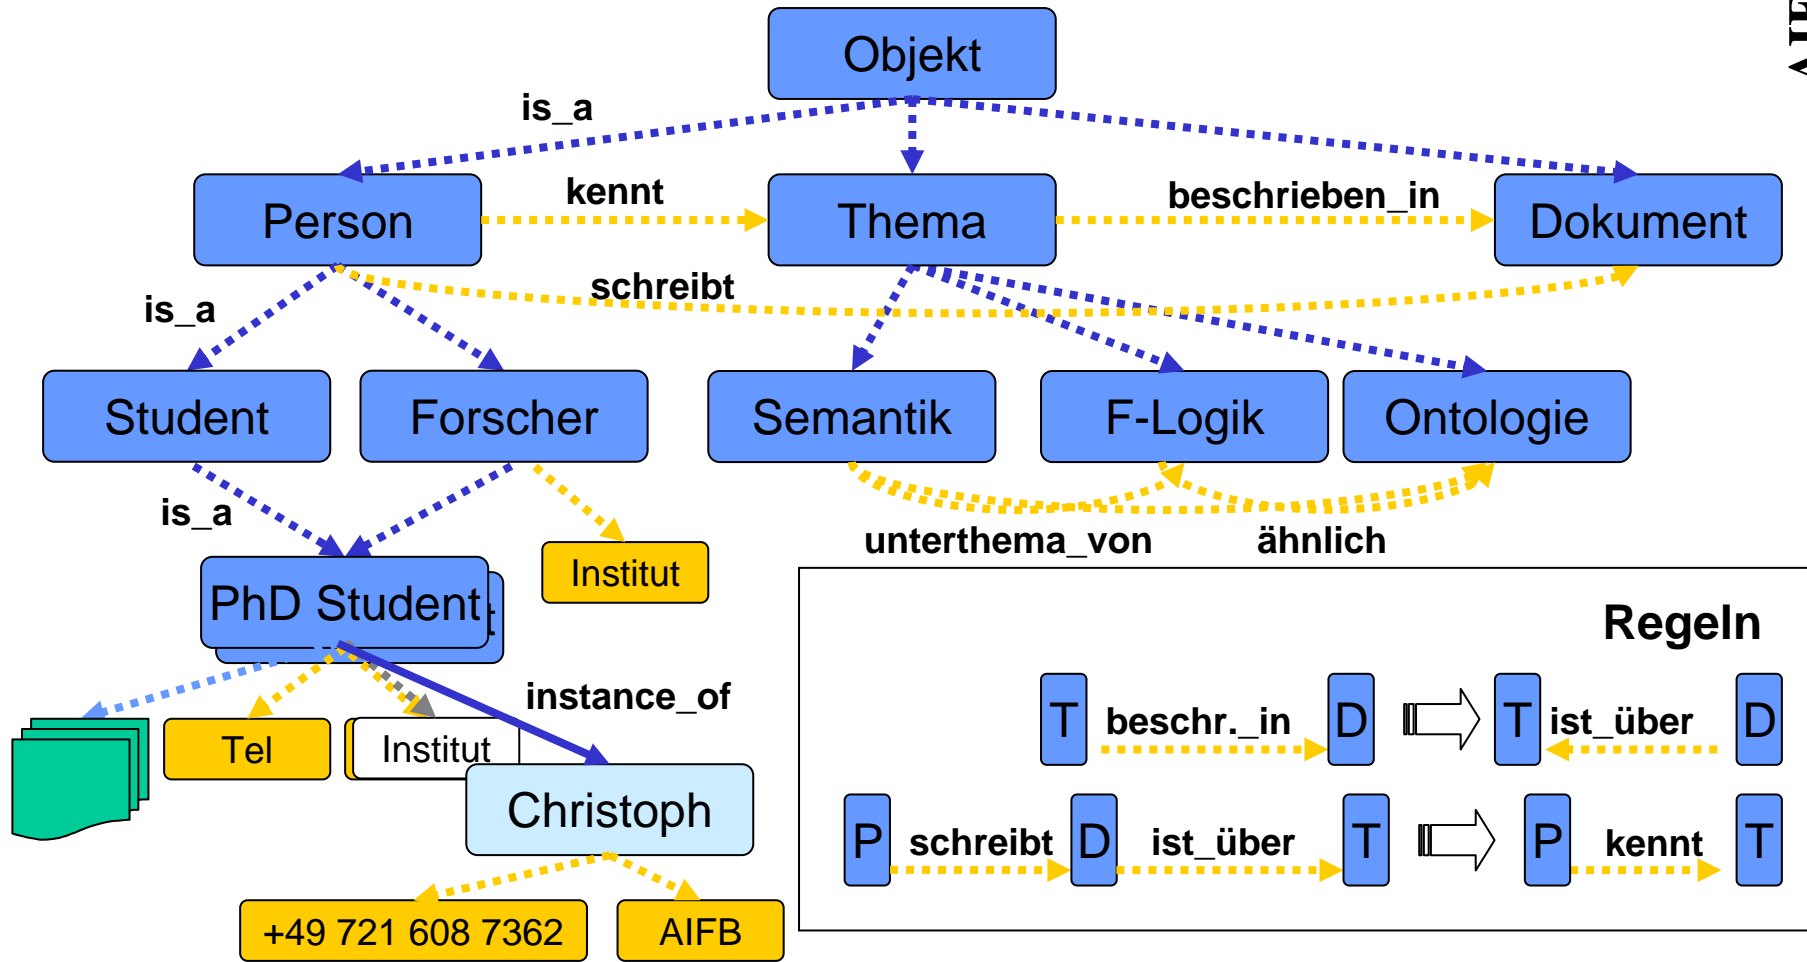 Objekt
is_a
Person
kennt
Thema
beschrieben_in
Dokument
schreibt
is_a
Student
Forscher
Semantik
F-Logik
Ontologie
is_a
unterthema_von
ähnlich
PhD Student
Institut
Regeln
instance_of
T
beschr._in
D
T
ist_über
D
Tel
Institut
Christoph
P
schreibt
D
ist_über
T
P
kennt
T
+49 721 608 7362
AIFB